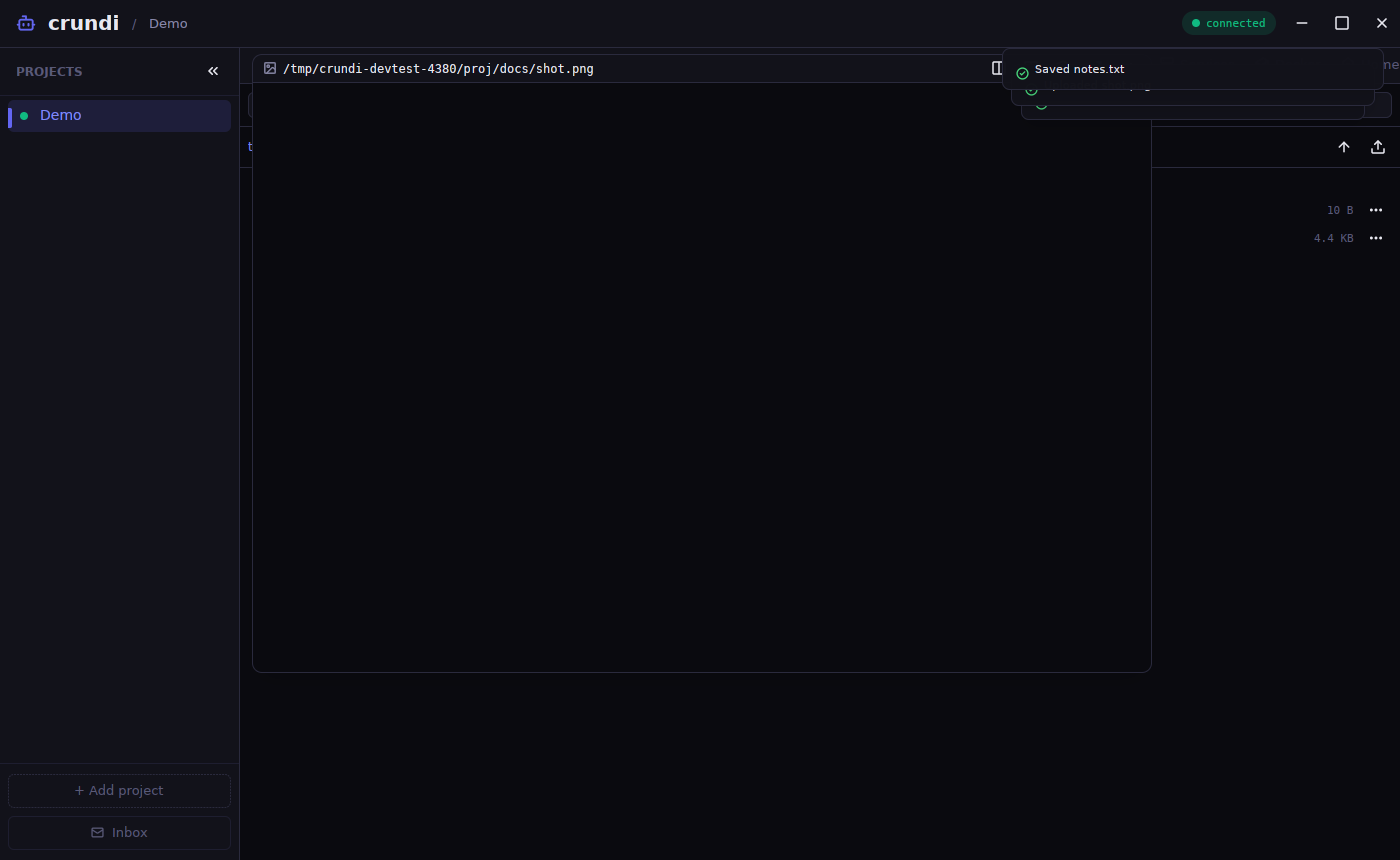 crundi / Demo
connected
PROJECTS
/tmp/crundi-devtest-4380/proj/docs/shot.png
Saved notes.txt
Demo
10 B
4.4 KB
+ Add project
Inbox